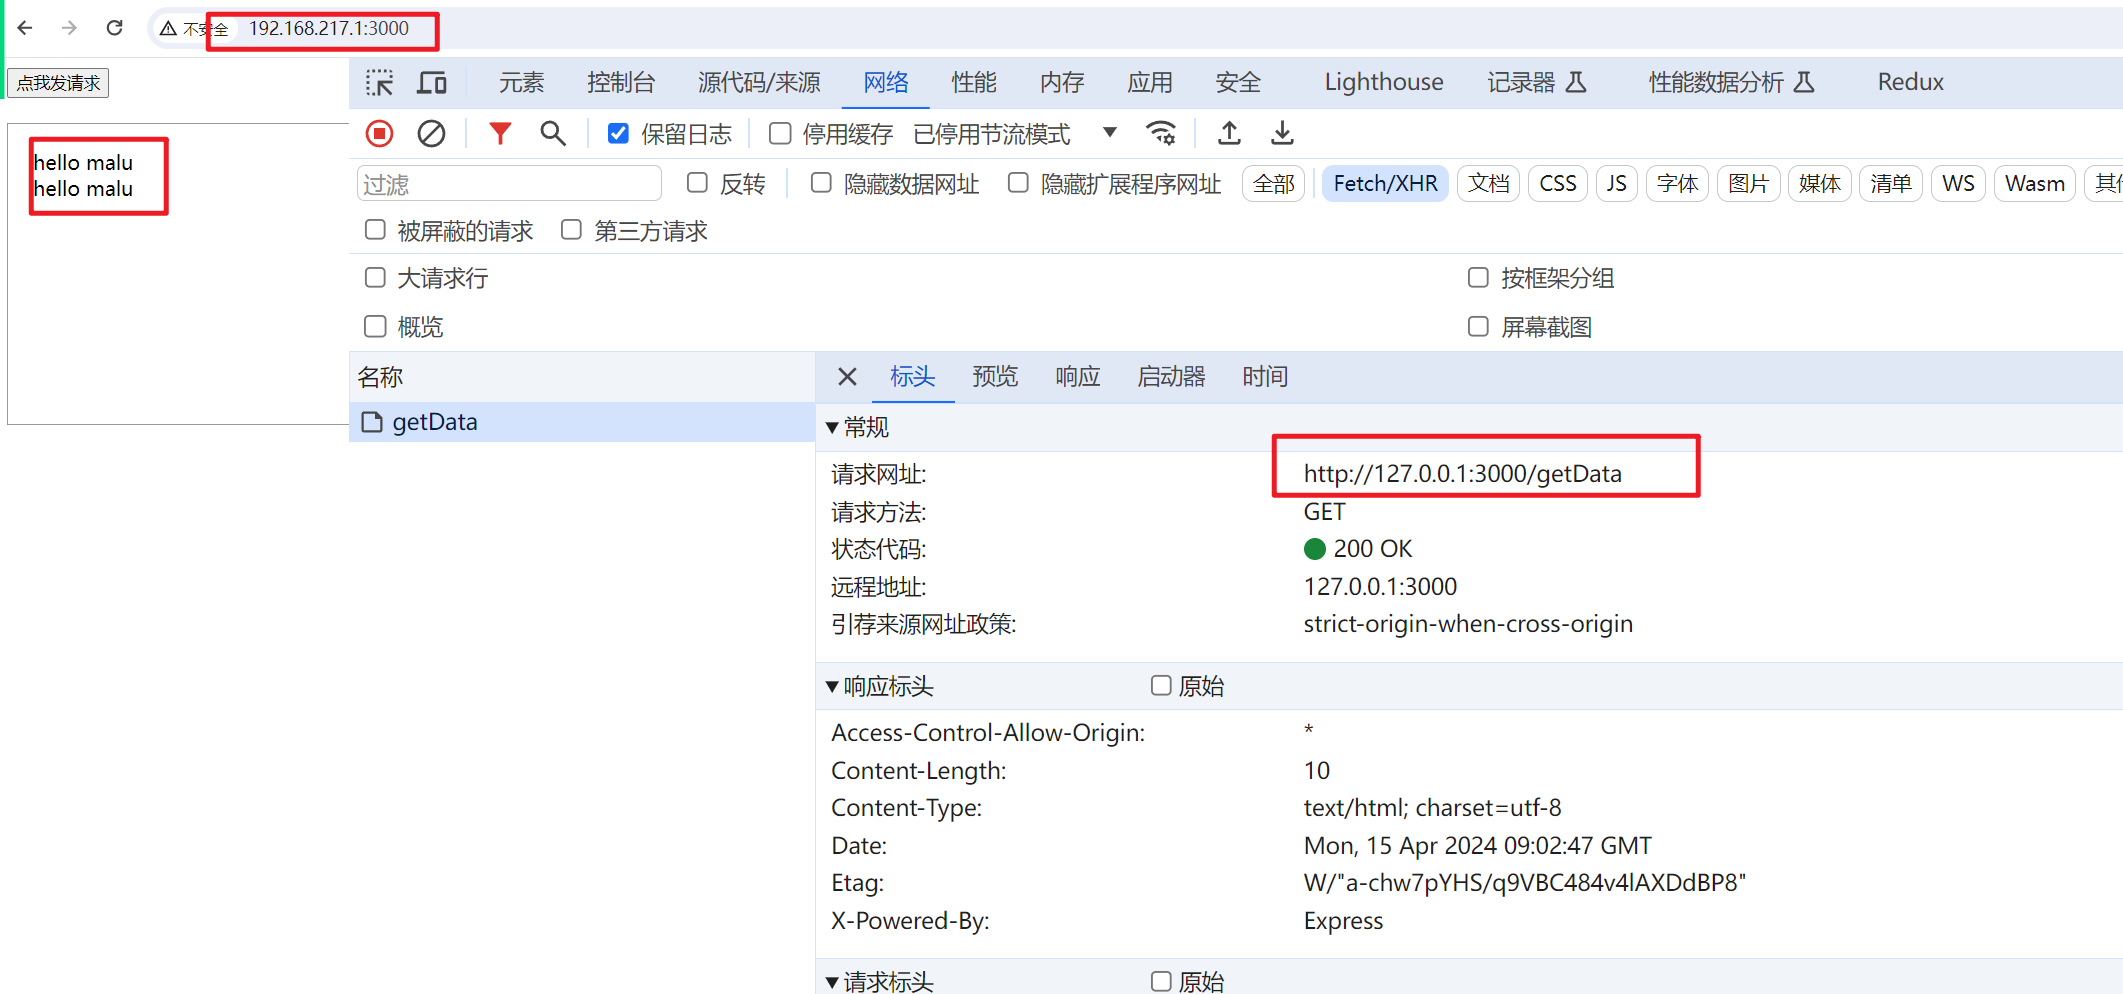 不安全 192.168.217.1:3000
点我发请求
hello malu
hello malu
元素 控制台 源代码/来源 网络 性能 内存 应用 安全 Lighthouse 记录器 性能数据分析 Redux
保留日志 停用缓存 已停用节流模式
过滤 反转 隐藏数据网址 隐藏扩展程序网址 全部 Fetch/XHR 文档 CSS JS 字体 图片 媒体 清单 WS Wasm
被屏蔽的请求 第三方请求
大请求行 按框架分组
概览 屏幕截图
名称 标头 预览 响应 启动器 时间
getData
常规
请求网址: http://127.0.0.1:3000/getData
请求方法: GET
状态代码: 200 OK
远程地址: 127.0.0.1:3000
引荐来源网址政策: strict-origin-when-cross-origin
响应标头 原始
Access-Control-Allow-Origin: *
Content-Length: 10
Content-Type: text/html; charset=utf-8
Date: Mon, 15 Apr 2024 09:02:47 GMT
Etag: W/"a-chw7pYHS/q9VBC484v4lAXDdBP8"
X-Powered-By: Express
请求标头 原始